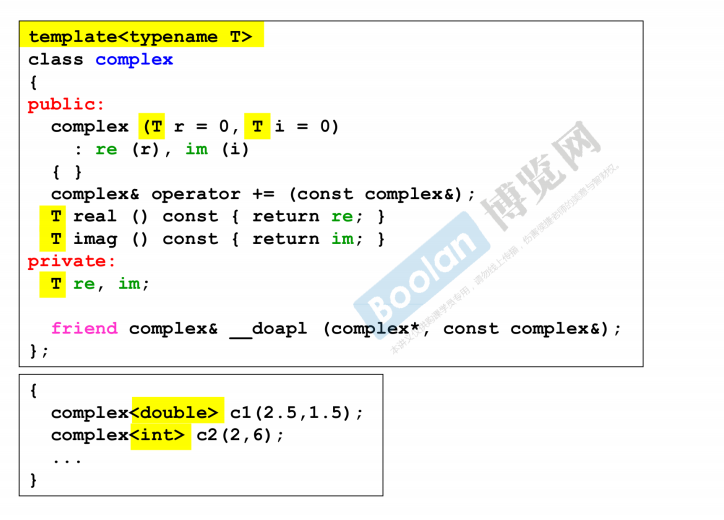 template<typename T>
class complex
{
public:
  complex (T r = 0, T i = 0)
    : re (r), im (i)
  { }
  complex& operator += (const complex&);
  T real () const { return re; }
  T imag () const { return im; }
private:
  T re, im;
  friend complex& __doapl (complex*, const complex&);
};
{
  complex<double> c1(2.5,1.5);
  complex<int> c2(2,6);
  ...
}
Boolan 博览网